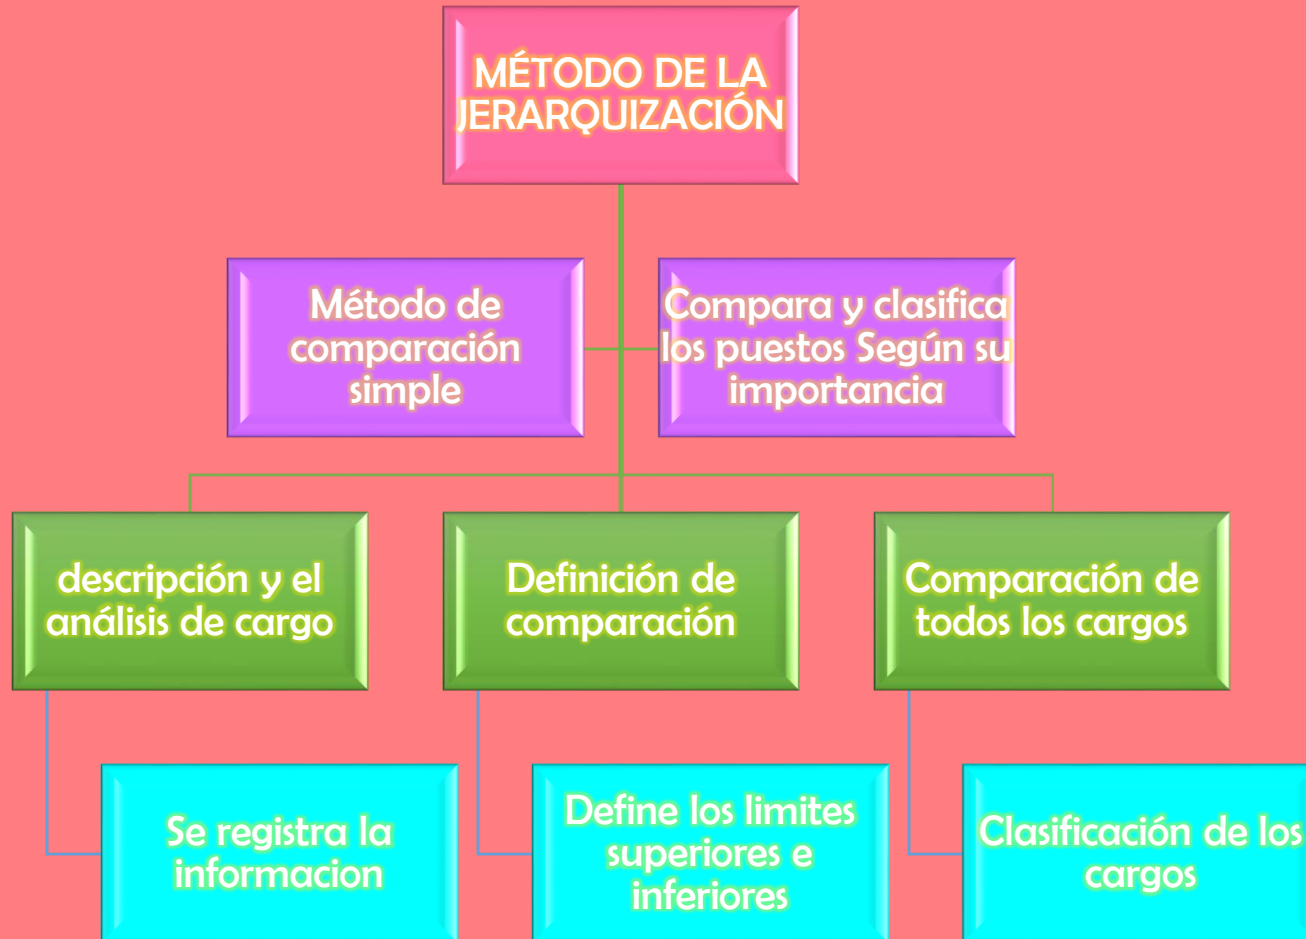 MÉTODO DE LA
JERARQUIZACIÓN
Método de
comparación
simple
Compara y clasifica
los puestos Según su
importancia
descripción y el
análisis de cargo
Definición de
comparación
Comparación de
todos los cargos
Se registra la
informacion
Define los limites
superiores e
inferiores
Clasificación de los
cargos